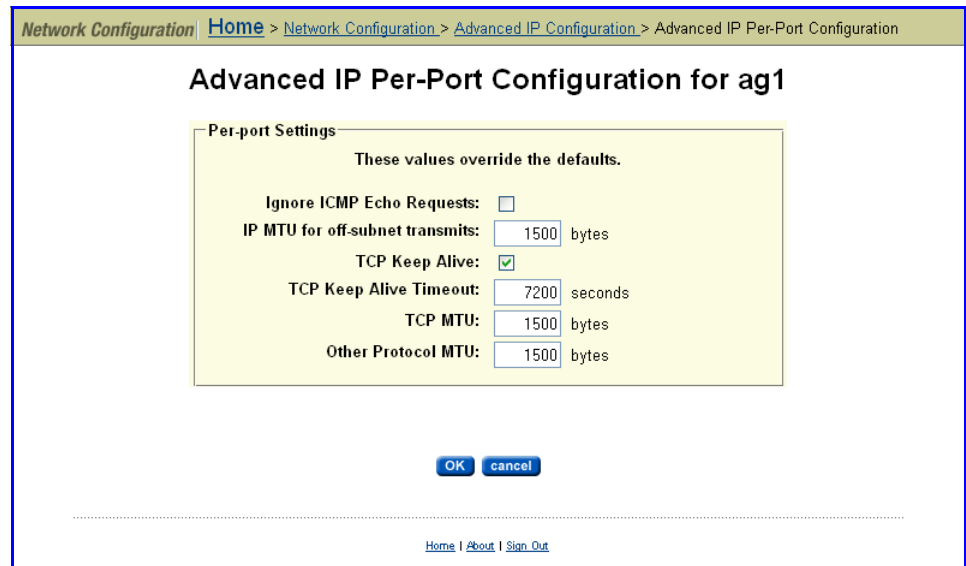 Network Configuration Home > Network Configuration > Advanced IP Configuration > Advanced IP Per-Port Configuration
Advanced IP Per-Port Configuration for ag1
Per-port Settings
These values override the defaults.
Ignore ICMP Echo Requests:
IP MTU for off-subnet transmits: 1500 bytes
TCP Keep Alive:
TCP Keep Alive Timeout: 7200 seconds
TCP MTU: 1500 bytes
Other Protocol MTU: 1500 bytes
OK cancel
Home | About | Sign Out